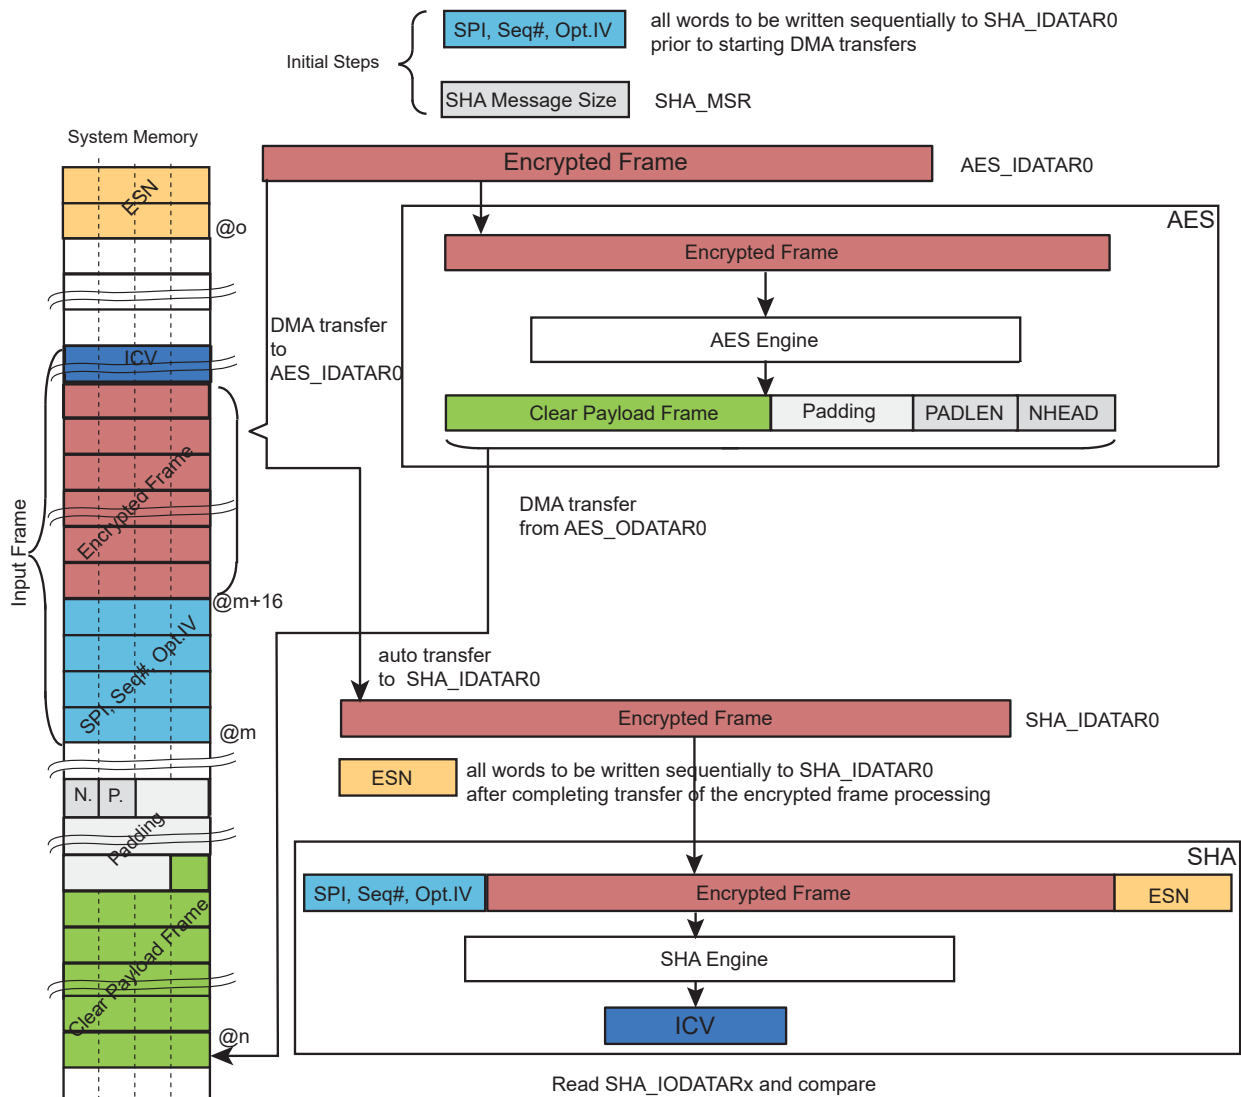 SPI, Seq#, Opt.IV
all words to be written sequentially to SHA_IDATAR0
prior to starting DMA transfers
Initial Steps
SHA Message Size
SHA_MSR
System Memory
Encrypted Frame
AES_IDATAR0
ESN
@o
AES
Encrypted Frame
DMA transfer
to
AES_IDATAR0
AES Engine
ICV
Clear Payload Frame
Padding
PADLEN
NHEAD
Input Frame
Encrypted Frame
DMA transfer
from AES_ODATAR0
@m+16
SPI, Seq#, Opt.IV
auto transfer
to SHA_IDATAR0
@m
Encrypted Frame
SHA_IDATAR0
ESN
all words to be written sequentially to SHA_IDATAR0
after completing transfer of the encrypted frame processing
N.
P.
Padding
SHA
SPI, Seq#, Opt.IV
Encrypted Frame
ESN
Clear Payload Frame
SHA Engine
ICV
@n
Read SHA_IODATARx and compare